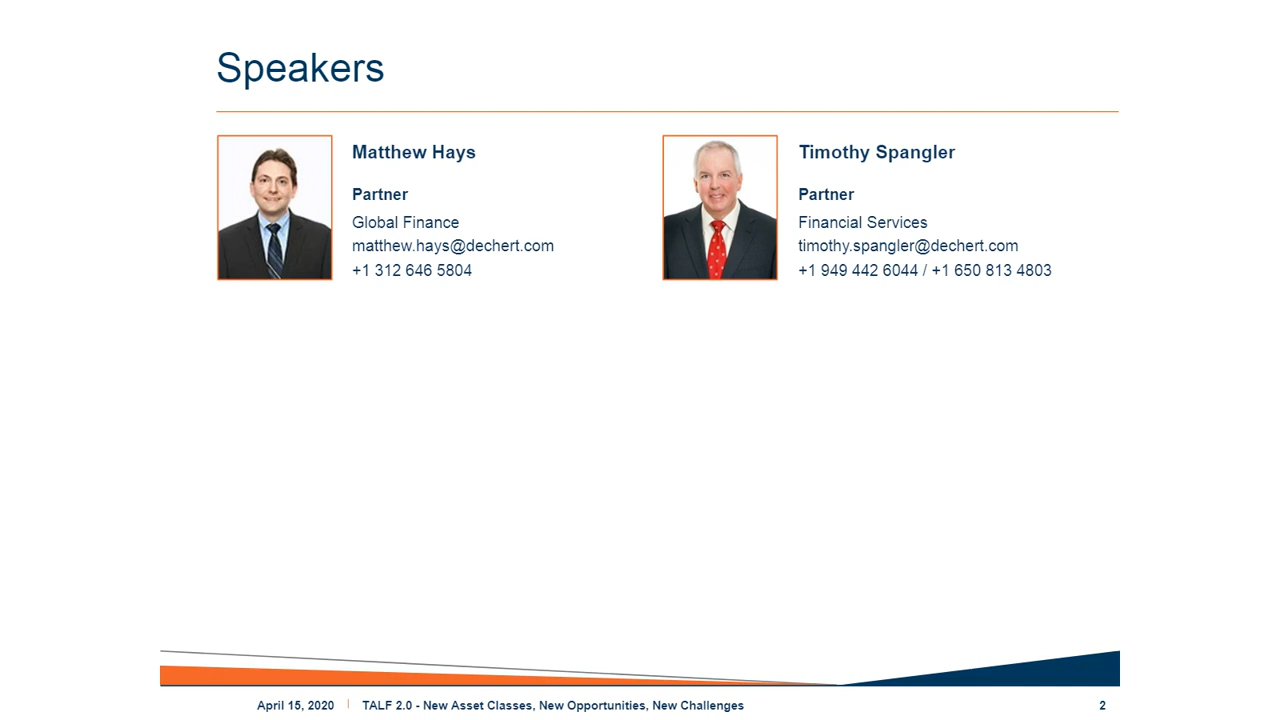 Speakers
Matthew Hays
Partner
Global Finance
matthew.hays@dechert.com
+1 312 646 5804
Timothy Spangler
Partner
Financial Services
timothy.spangler@dechert.com
+1 949 442 6044 / +1 650 813 4803
April 15, 2020 | TALF 2.0 - New Asset Classes, New Opportunities, New Challenges 2